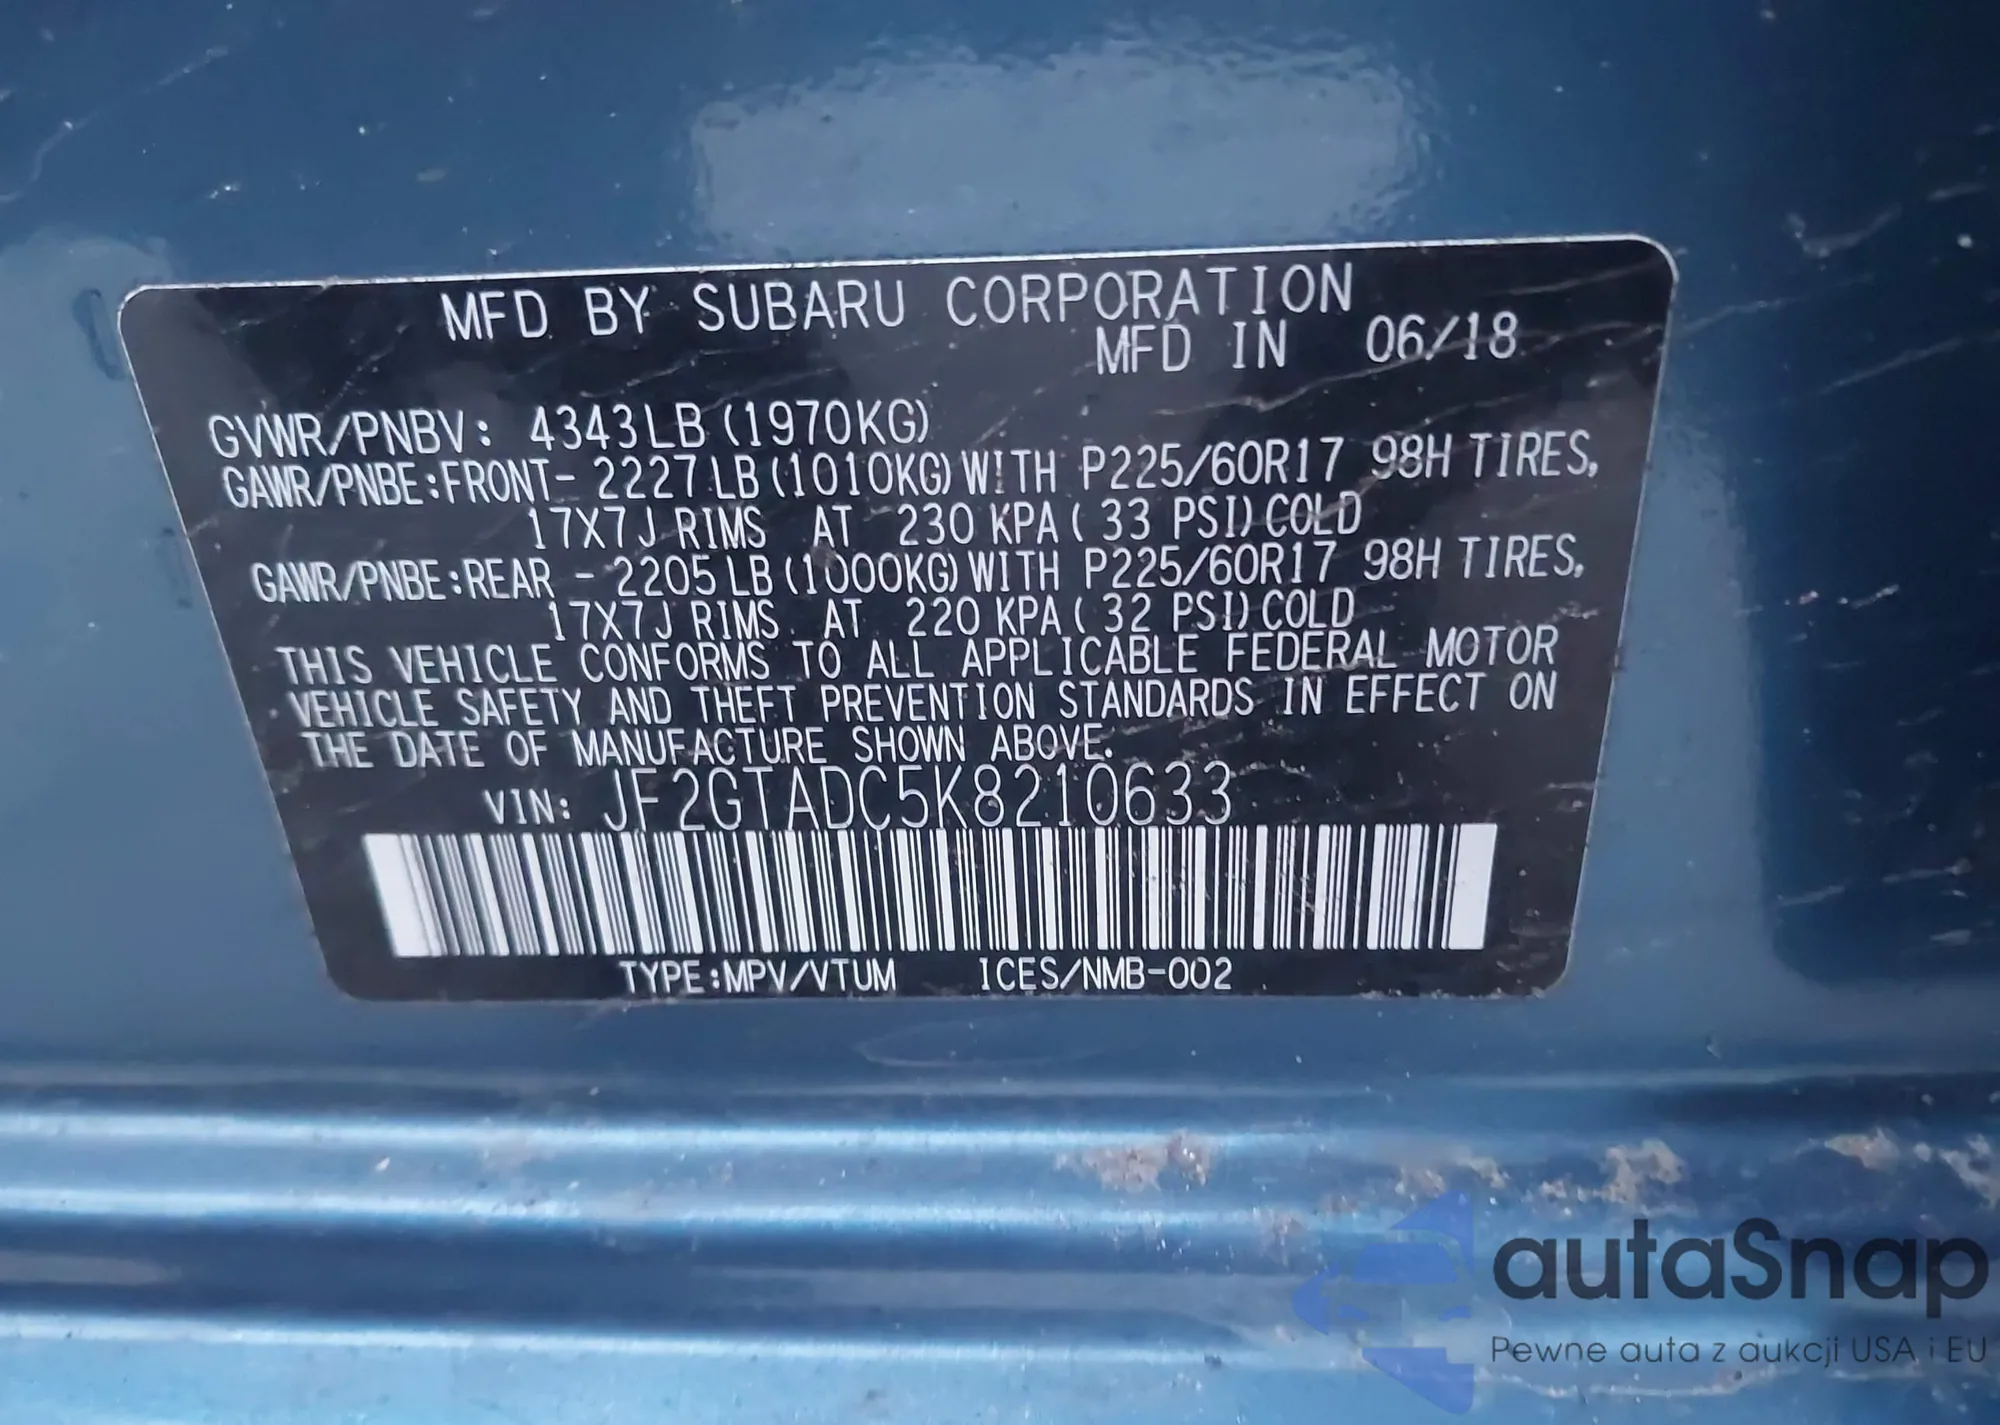 MFD BY SUBARU CORPORATION
MFD IN 06/18
GVWR/PNBV: 4343LB (1970KG)
GAWR/PNBE:FRONT- 2227LB (1010KG) WITH P225/60R17 98H TIRES,
17X7J RIMS AT 230 KPA ( 33 PSI) COLD
GAWR/PNBE:REAR - 2205LB (1000KG) WITH P225/60R17 98H TIRES,
17X7J RIMS AT 220 KPA ( 32 PSI) COLD
THIS VEHICLE CONFORMS TO ALL APPLICABLE FEDERAL MOTOR
VEHICLE SAFETY AND THEFT PREVENTION STANDARDS IN EFFECT ON
THE DATE OF MANUFACTURE SHOWN ABOVE.
VIN: JF2GTADC5K8210633
TYPE:MPV/VTUM ICES/NMB-002
autaSnap
Pewne auta z aukcji USA i EU